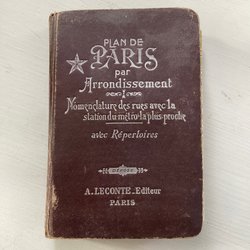 PLAN DE
PARIS
par
Arrondissement
Nomenclature des rues avec la
station du métro la plus proche
avec Répertoires
DÉPOSÉ
A. LECONTE. Editeur
PARIS